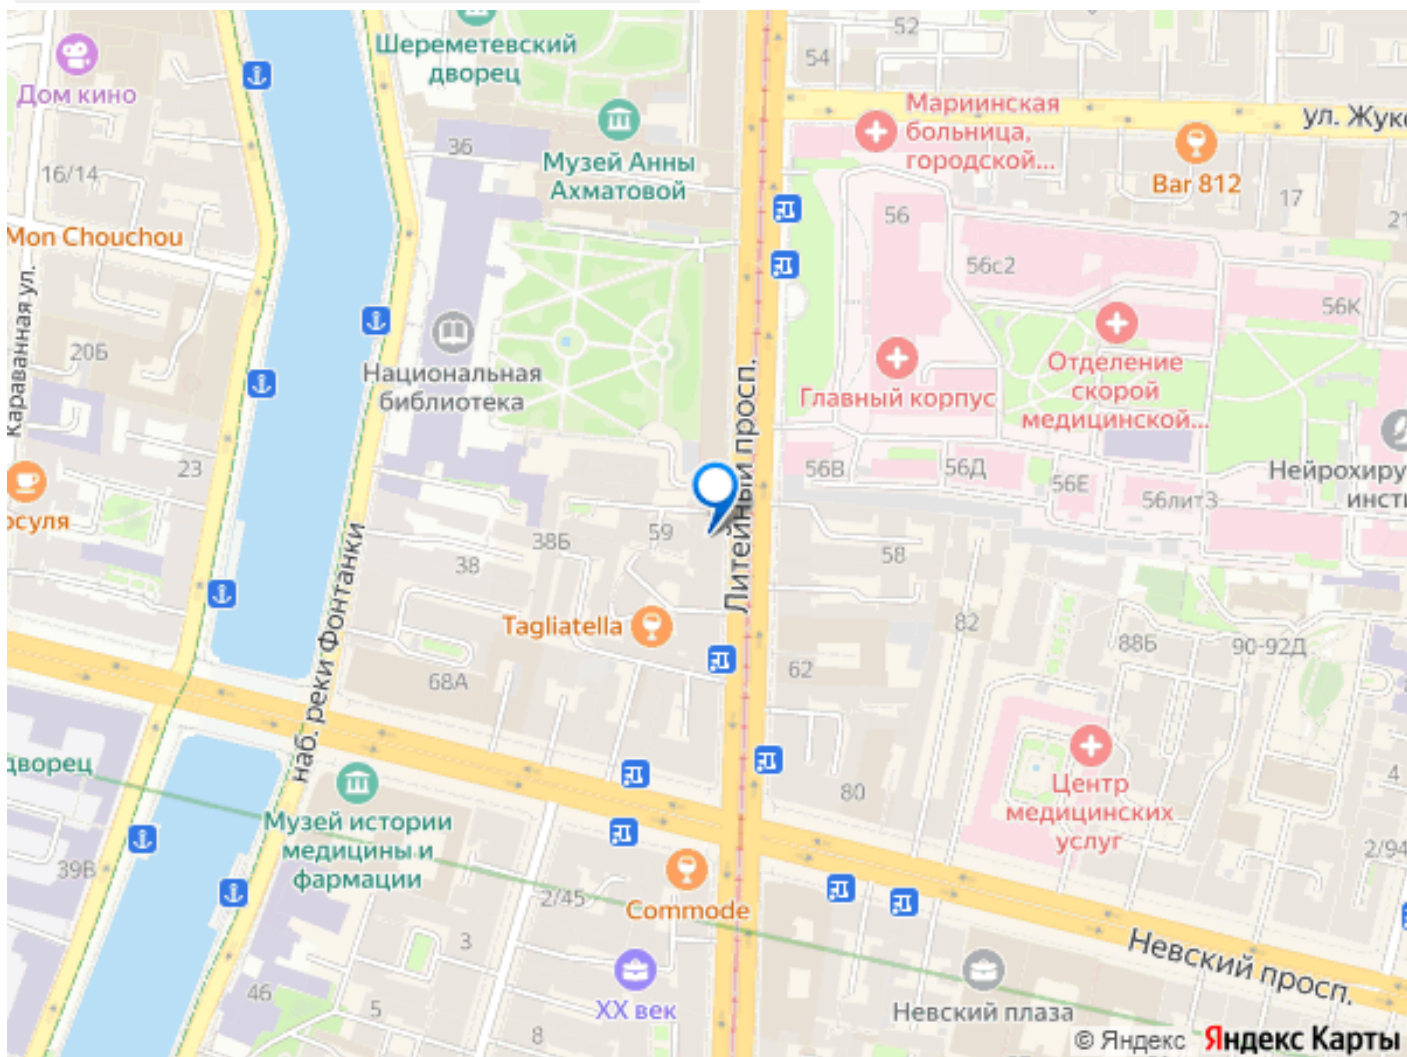 Шереметевский
дворец
52
54
Дом кино
Мариинская
больница,
городской...
Музей Анны
Ахматовой
36
16/14
Bar 812
17
56
Mon Chouchou
56с2
56К
Караванная ул.
20Б
Национальная
библиотека
Отделение
скорой
медицинской...
Главный корпус
Литейный просп.
23
56В
56Д
56Е
56лит3
59
38Б
38
58
наб. реки Фонтанки
Tagliatella
82
88Б
90-92Д
62
68А
дворец
Музей истории
медицины и
фармации
80
Центр
медицинских
услуг
4
39В
2/94
2/45
Commode
3
46
5
8
XX век
Невский просп.
Невский плаза
© Яндекс Яндекс Карты